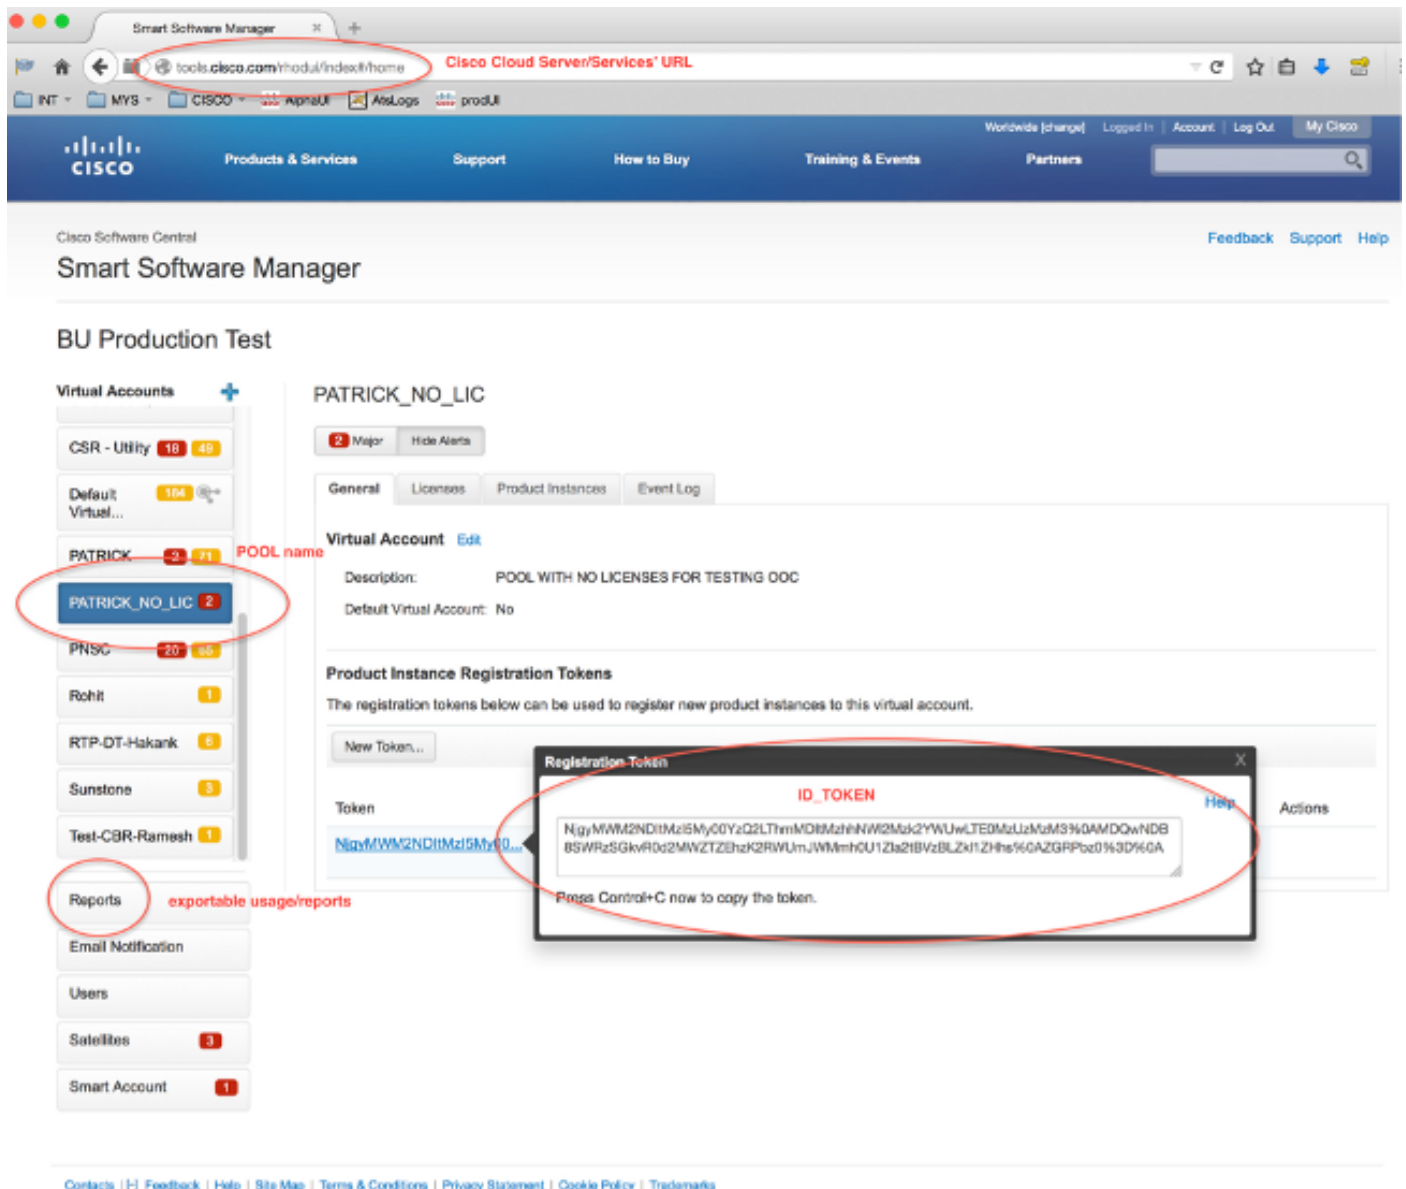 Smart Software Manager
tools.cisco.com/rhodui/index#/home
Cisco Cloud Server/Services' URL
INT
MYS
CISCO
AlphaUI
AtsLogs
prodUI
Worldwide [change] Logged In | Account | Log Out My Cisco
CISCO
Products & Services
Support
How to Buy
Training & Events
Partners
Cisco Software Central
Feedback Support Help
Smart Software Manager
BU Production Test
Virtual Accounts
PATRICK_NO_LIC
2 Major Hide Alerts
CSR - Utility 18 49
General Licenses Product Instances Event Log
Default Virtual... 184
Virtual Account Edit
PATRICK 2 71
POOL name
Description: POOL WITH NO LICENSES FOR TESTING OOC
PATRICK_NO_LIC 2
Default Virtual Account: No
PNSC 20 65
Product Instance Registration Tokens
Rohit 1
The registration tokens below can be used to register new product instances to this virtual account.
RTP-DT-Hakank 6
New Token...
Registration Token X
Sunstone 3
ID_TOKEN
Help
Token
Actions
Test-CBR-Ramesh 1
Press Control+C now to copy the token.
Reports
exportable usage/reports
Email Notification
Users
Satellites 3
Smart Account 1
Contacts | [+] Feedback | Help | Site Map | Terms & Conditions | Privacy Statement | Cookie Policy | Trademarks